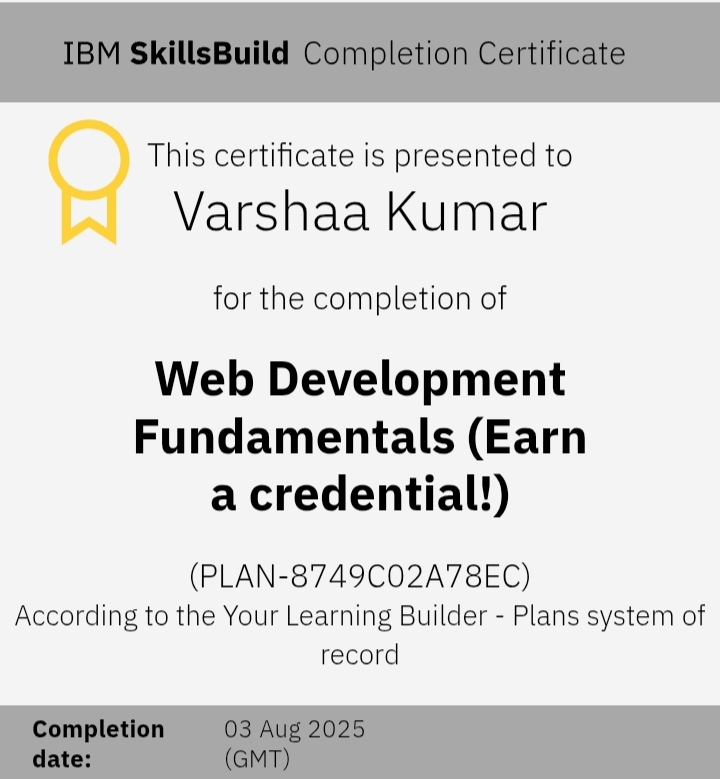 IBM SkillsBuild Completion Certificate
This certificate is presented to
Varshaa Kumar
for the completion of
Web Development
Fundamentals (Earn
a credential!)
(PLAN-8749C02A78EC)
According to the Your Learning Builder - Plans system of
record
Completion 03 Aug 2025
date: (GMT)